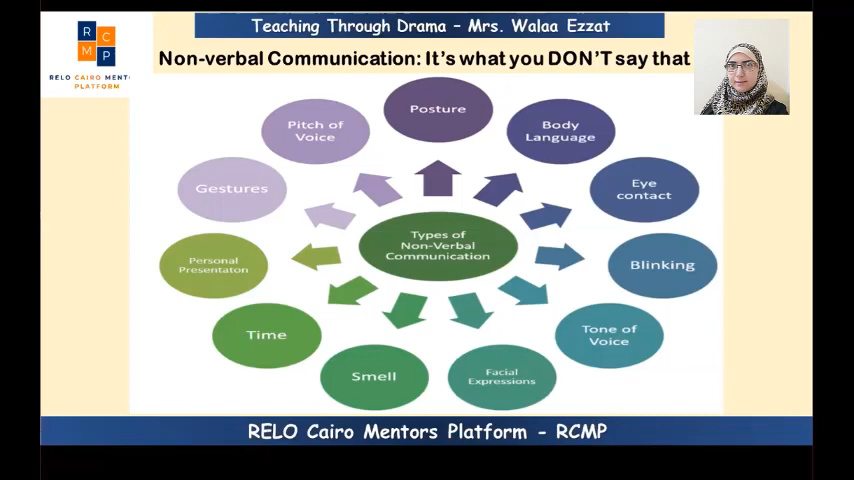 Teaching Through Drama – Mrs. Walaa Ezzat
R
C
M
P
RELO CAIRO MENT
PLATFORM
Non-verbal Communication: It's what you DON'T say that
Posture
Pitch of
Voice
Body
Language
Gestures
Eye
contact
Types of
Non-Verbal
Communication
Personal
Presentaton
Blinking
Time
Tone of
Voice
Smell
Facial
Expressions
RELO Cairo Mentors Platform - RCMP